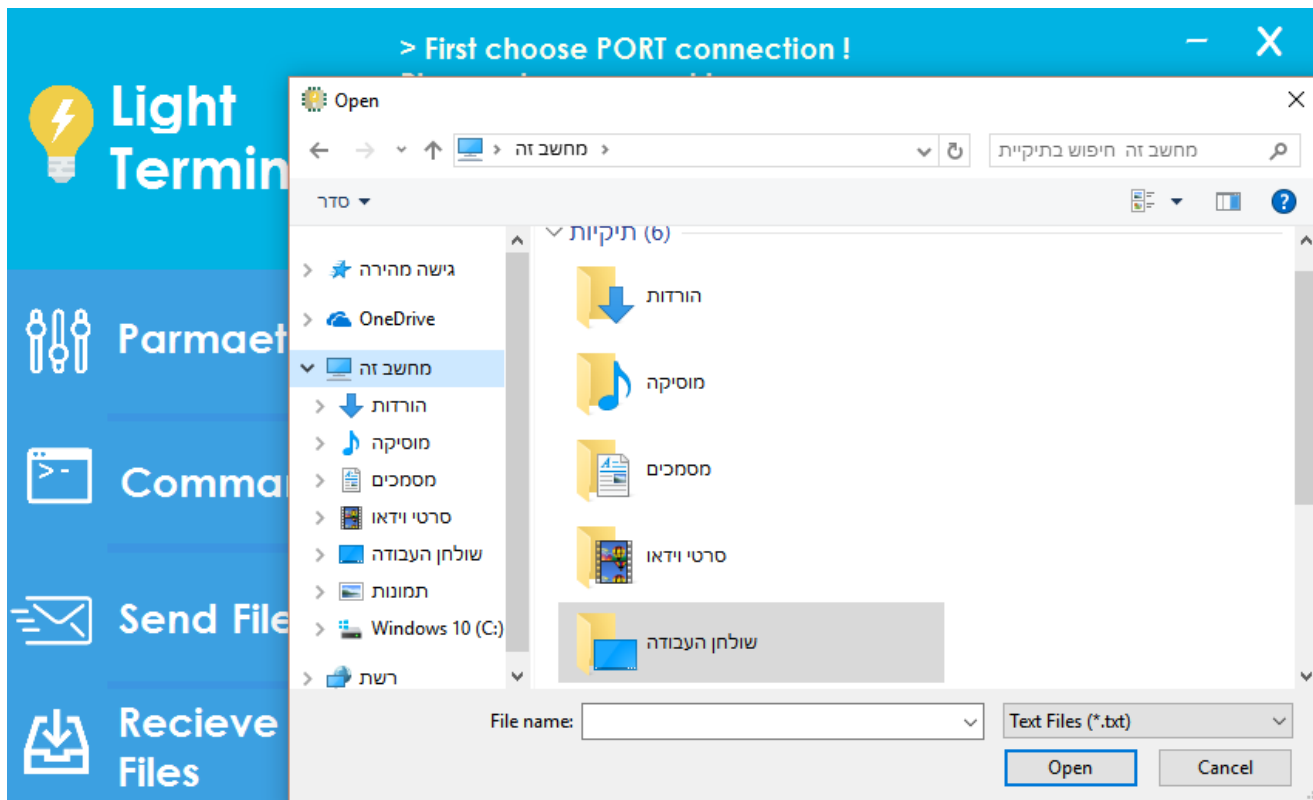 > First choose PORT connection !
Light
Termin
Open
מחשב זה
חיפוש בתיקיית מחשב זה
סדר
תיקיות (6)
גישה מהירה
OneDrive
מחשב זה
הורדות
מוסיקה
מסמכים
סרטי וידאו
שולחן העבודה
תמונות
Windows 10 (C:)
רשת
הורדות
מוסיקה
מסמכים
סרטי וידאו
שולחן העבודה
Parmaet
Comma
Send File
Recieve
Files
File name:
Text Files (*.txt)
Open
Cancel